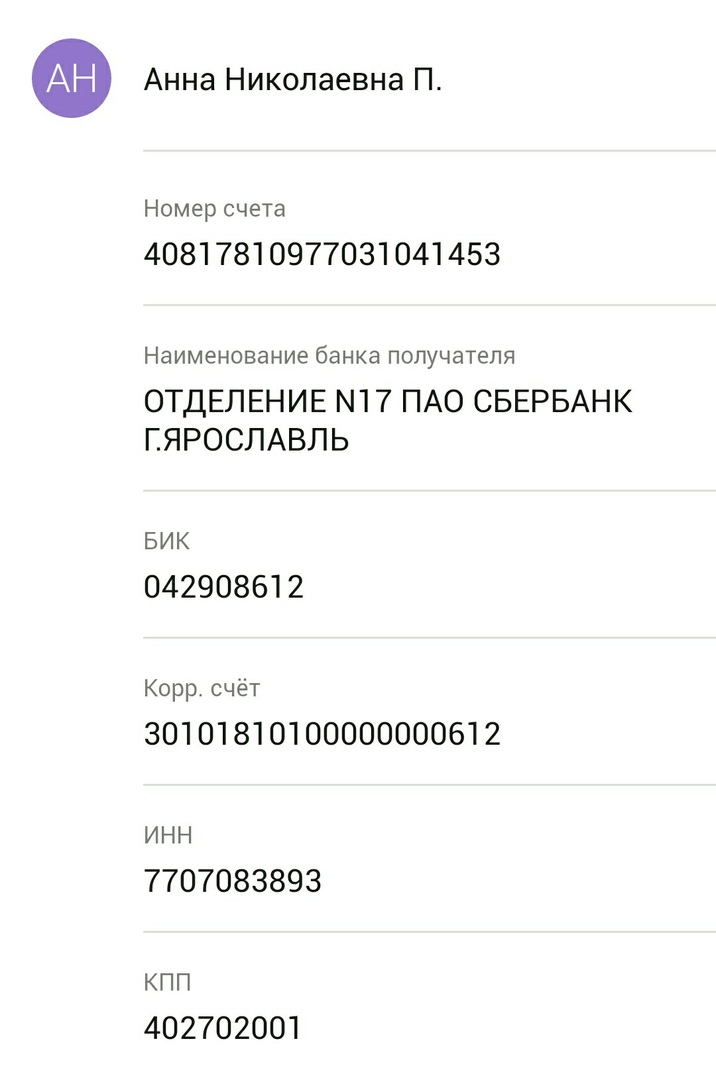 АН
Анна Николаевна П.
Номер счета
40817810977031041453
Наименование банка получателя
ОТДЕЛЕНИЕ N17 ПАО СБЕРБАНК
Г.ЯРОСЛАВЛЬ
БИК
042908612
Корр. счёт
30101810100000000612
ИНН
7707083893
КПП
402702001